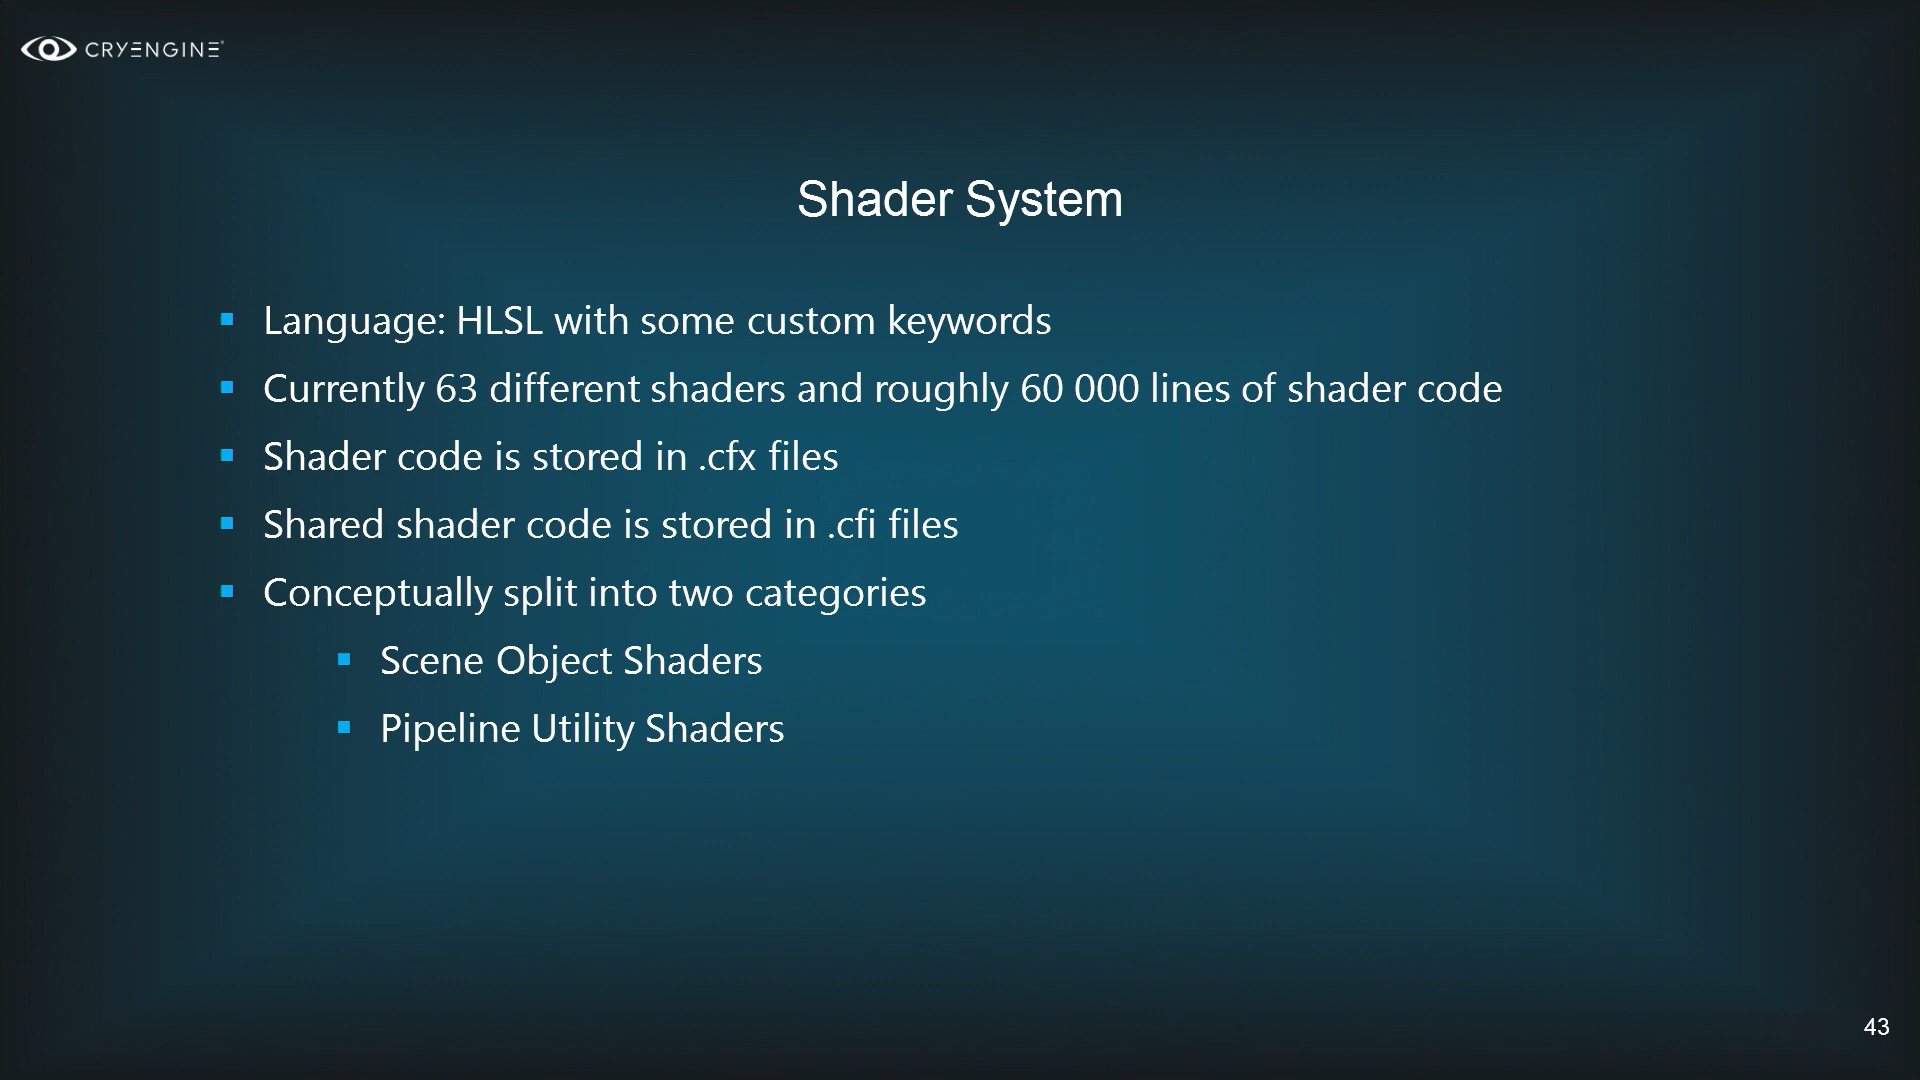 CRYENGINE
Shader System
Language: HLSL with some custom keywords
Currently 63 different shaders and roughly 60 000 lines of shader code
Shader code is stored in .cfx files
Shared shader code is stored in .cfi files
Conceptually split into two categories
Scene Object Shaders
Pipeline Utility Shaders
43